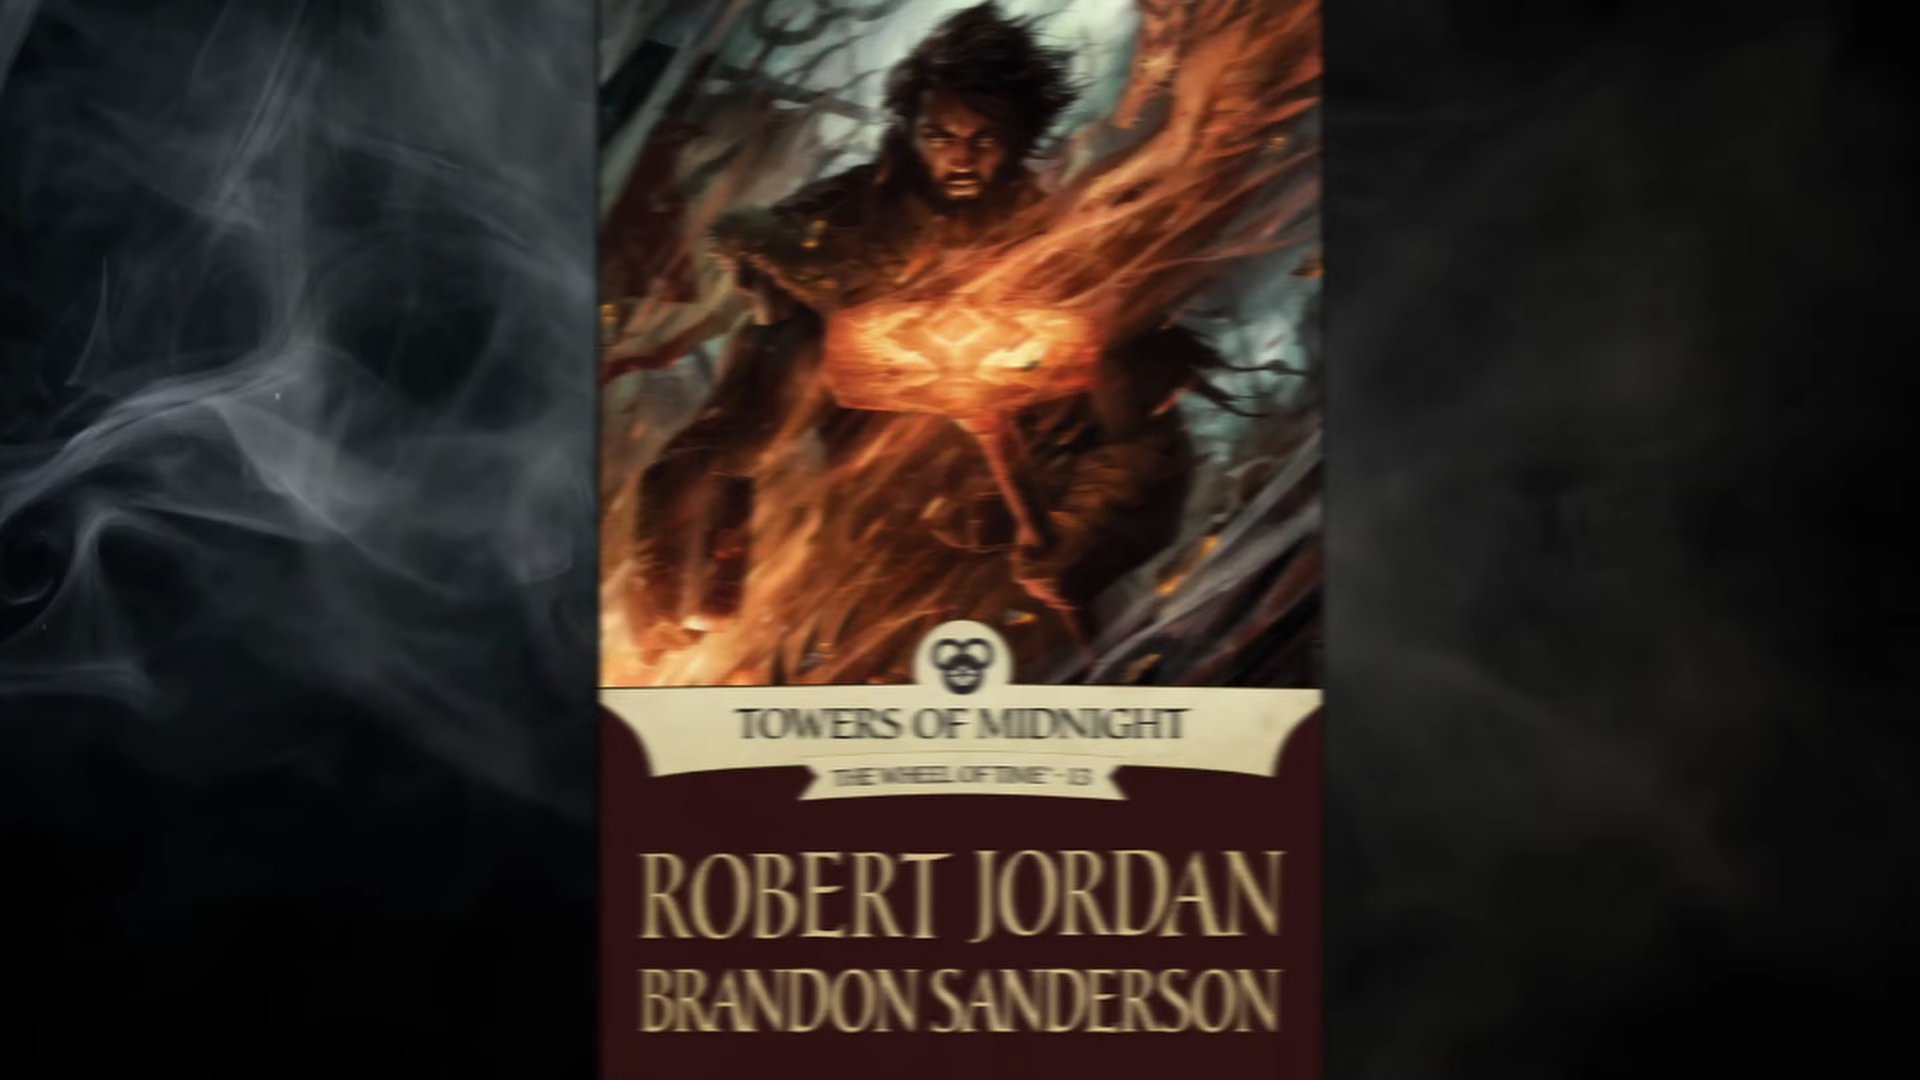 TOWERS OF MIDNIGHT
THE WHEEL OF TIME · 13
ROBERT JORDAN
BRANDON SANDERSON